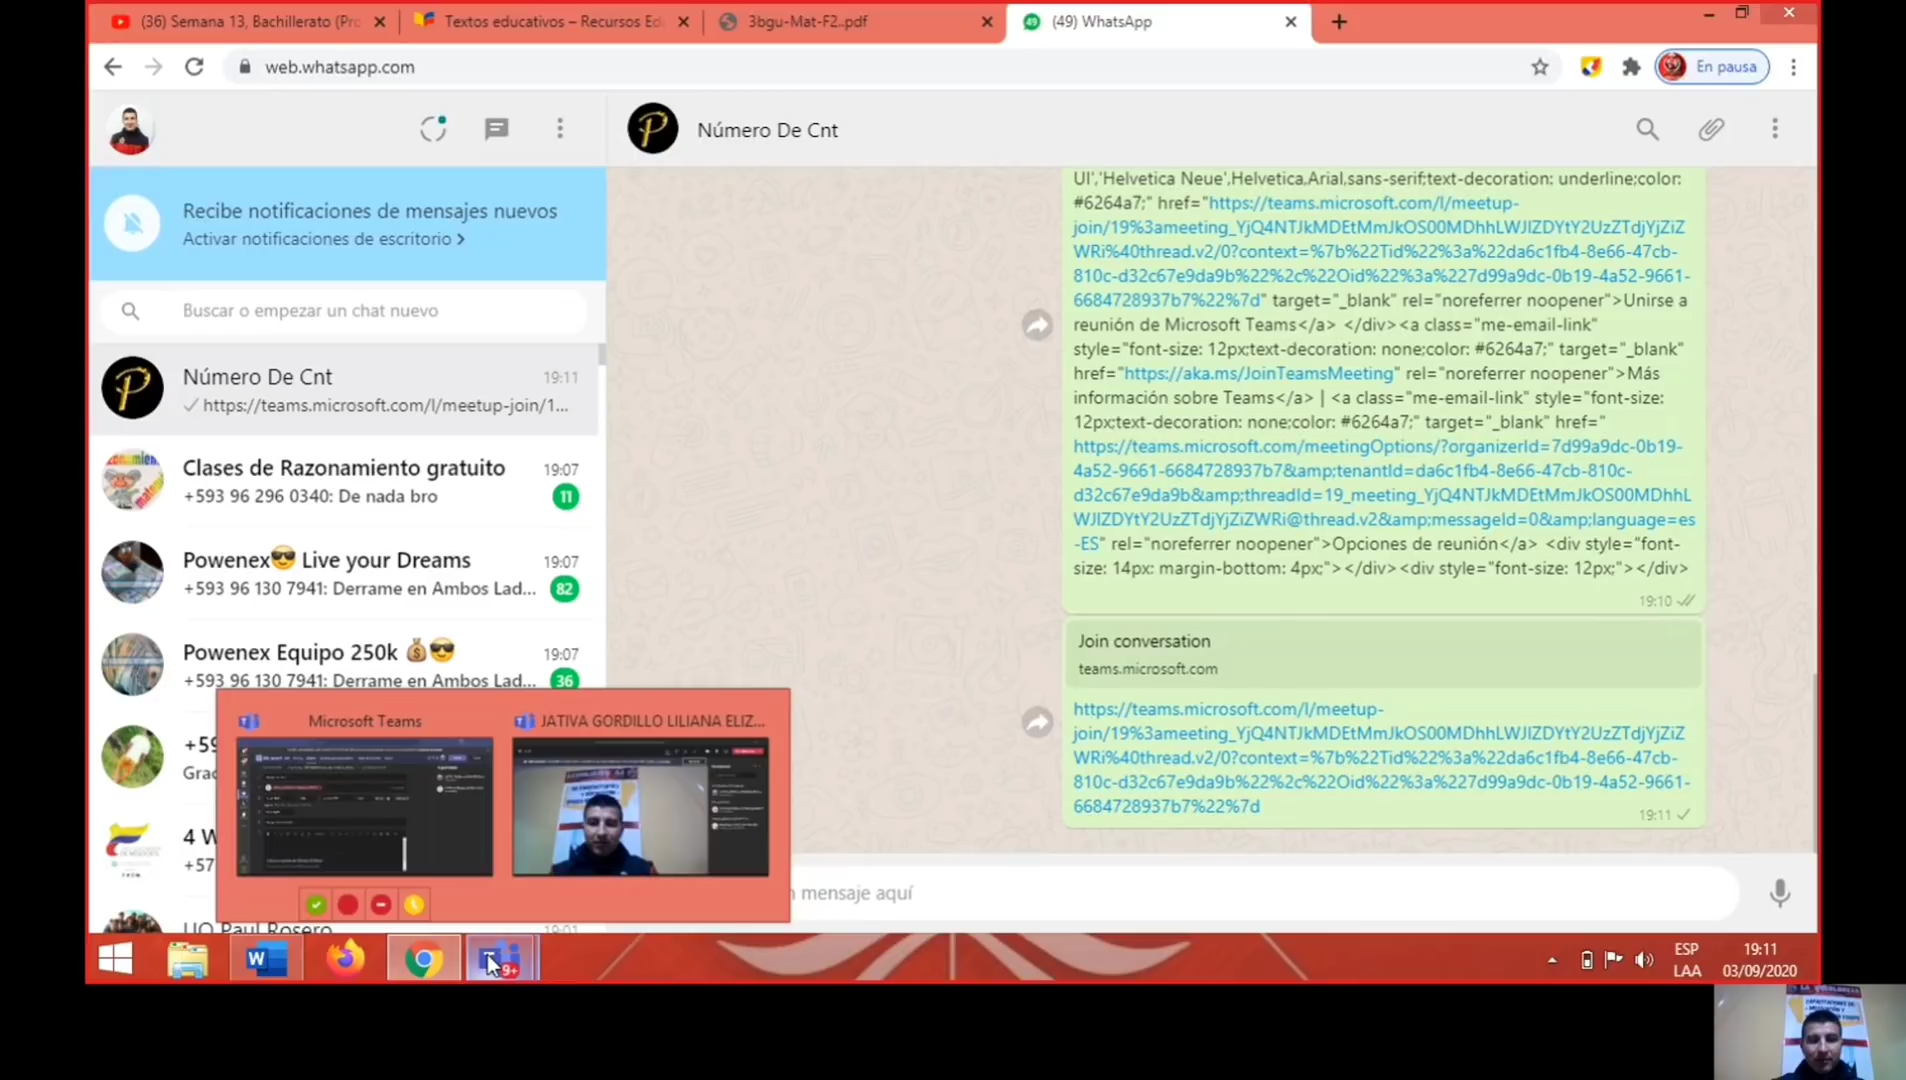 (36) Semana 13, Bachillerato (Pro
Textos educativos – Recursos Ed
3bgu-Mat-F2..pdf
(49) WhatsApp
web.whatsapp.com
En pausa
Número De Cnt
Recibe notificaciones de mensajes nuevos
Activar notificaciones de escritorio
Buscar o empezar un chat nuevo
Número De Cnt 19:11
https://teams.microsoft.com/l/meetup-join/1...
Clases de Razonamiento gratuito 19:07
+593 96 296 0340: De nada bro 11
Powenex😎 Live your Dreams 19:07
+593 96 130 7941: Derrame en Ambos Lad... 82
Powenex Equipo 250k 💰😎 19:07
+593 96 130 7941: Derrame en Ambos Lad... 36
+59
Grac
4 W
+57
UO Paul Rosero 19:01
UI','Helvetica Neue',Helvetica,Arial,sans-serif;text-decoration: underline;color:
#6264a7;" href="https://teams.microsoft.com/l/meetup-
join/19%3ameeting_YjQ4NTJkMDEtMmJkOS00MDhhLWJlZDYtY2UzZTdjYjZiZ
WRi%40thread.v2/0?context=%7b%22Tid%22%3a%22da6c1fb4-8e66-47cb-
810c-d32c67e9da9b%22%2c%22Oid%22%3a%227d99a9dc-0b19-4a52-9661-
6684728937b7%22%7d" target="_blank" rel="noreferrer noopener">Unirse a
reunión de Microsoft Teams</a> </div><a class="me-email-link"
style="font-size: 12px;text-decoration: none;color: #6264a7;" target="_blank"
href="https://aka.ms/JoinTeamsMeeting" rel="noreferrer noopener">Más
información sobre Teams</a> | <a class="me-email-link" style="font-size:
12px;text-decoration: none;color: #6264a7;" target="_blank" href="
https://teams.microsoft.com/meetingOptions/?organizerId=7d99a9dc-0b19-
4a52-9661-6684728937b7&amp;tenantId=da6c1fb4-8e66-47cb-810c-
d32c67e9da9b&amp;threadId=19_meeting_YjQ4NTJkMDEtMmJkOS00MDhhL
WJlZDYtY2UzZTdjYjZiZWRi@thread.v2&amp;messageId=0&amp;language=es
-ES" rel="noreferrer noopener">Opciones de reunión</a> <div style="font-
size: 14px; margin-bottom: 4px;"></div><div style="font-size: 12px;"></div>
19:10
Join conversation
teams.microsoft.com
https://teams.microsoft.com/l/meetup-
join/19%3ameeting_YjQ4NTJkMDEtMmJkOS00MDhhLWJlZDYtY2UzZTdjYjZiZ
WRi%40thread.v2/0?context=%7b%22Tid%22%3a%22da6c1fb4-8e66-47cb-
810c-d32c67e9da9b%22%2c%22Oid%22%3a%227d99a9dc-0b19-4a52-9661-
6684728937b7%22%7d
19:11
mensaje aquí
Microsoft Teams
JATIVA GORDILLO LILIANA ELIZ...
9+
ESP
LAA
19:11
03/09/2020